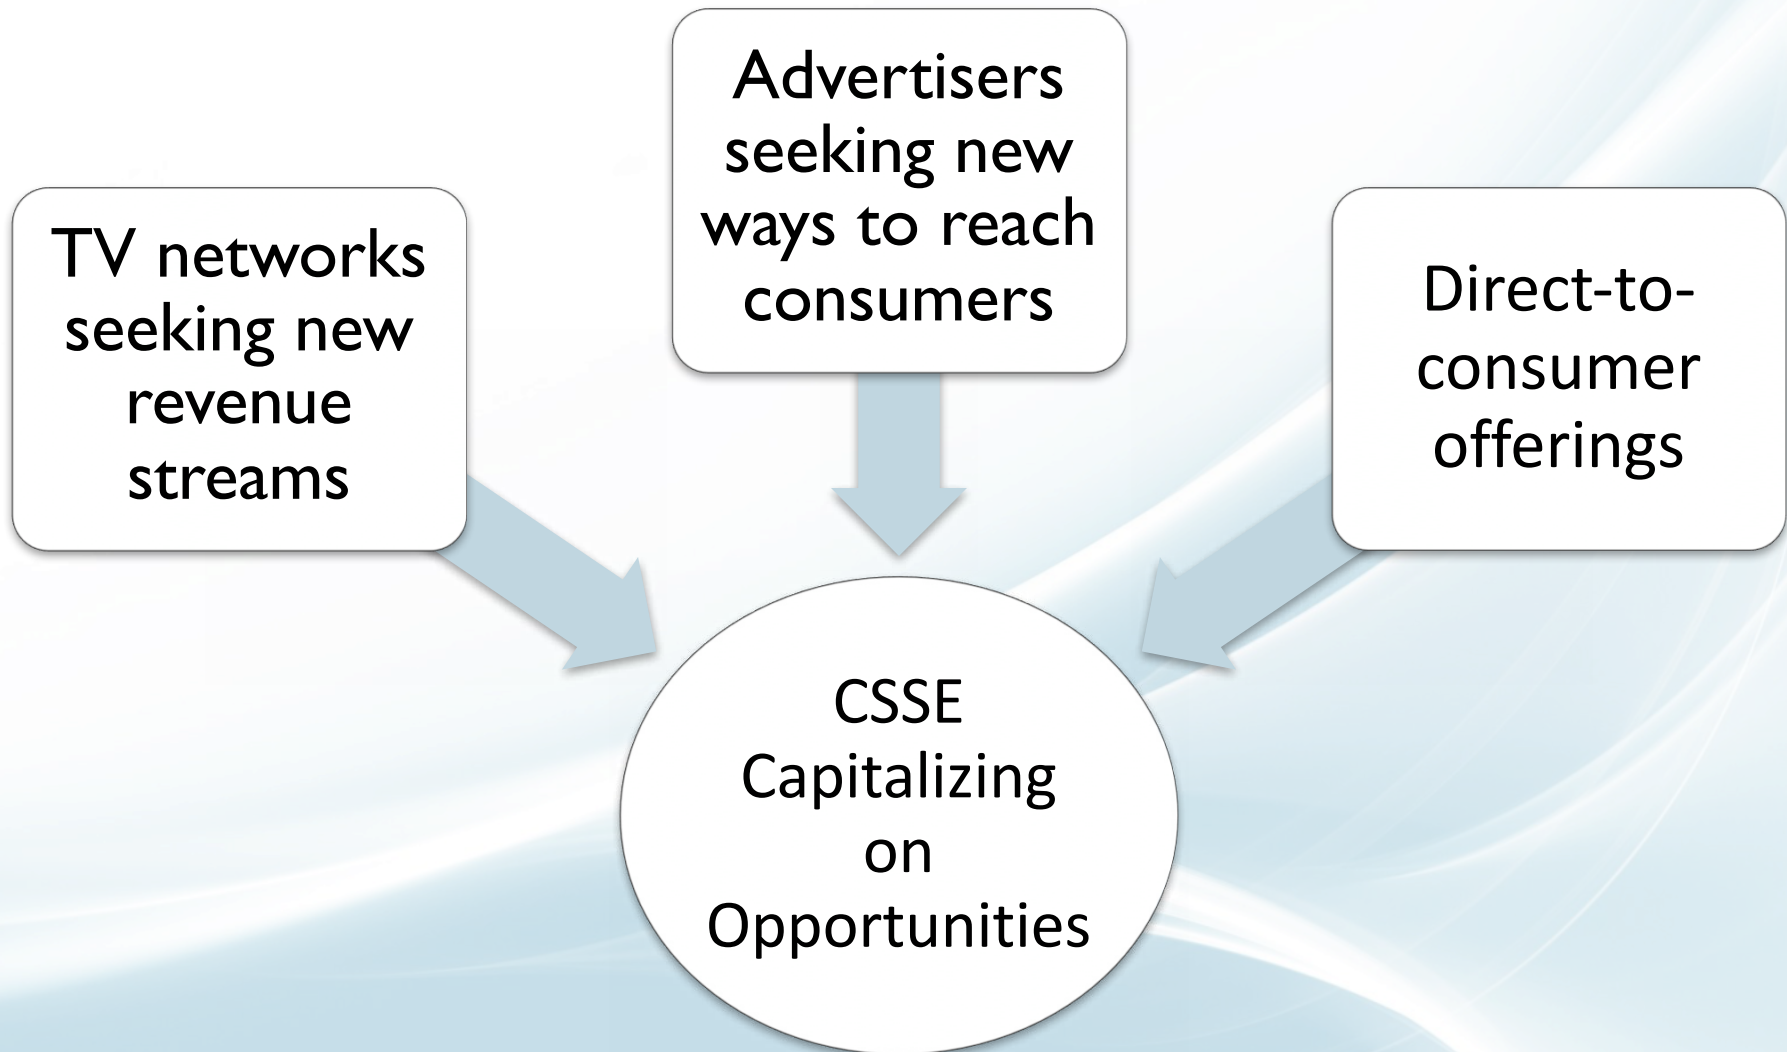 TV networks
seeking new
revenue
streams
Advertisers
seeking new
ways to reach
consumers
Direct-to-
consumer
offerings
CSSE
Capitalizing
on
Opportunities